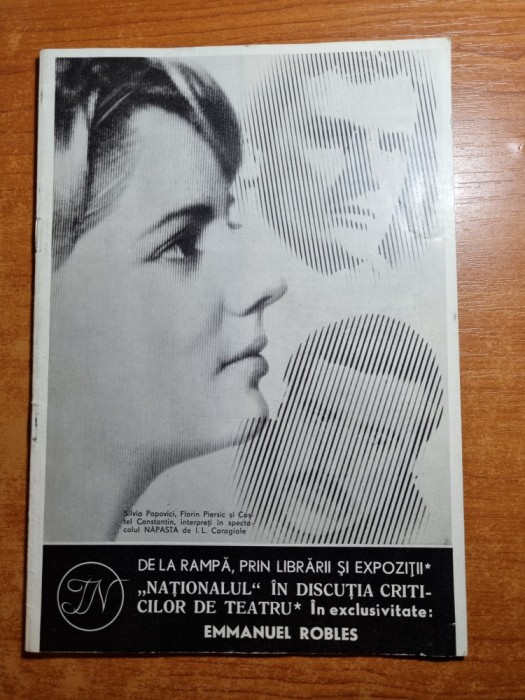 Silvia Popovici, Florin Piersic și Cos-
tel Constantin, interpreți în specta-
colul NĂPASTA de I. L. Caragiale
DE LA RAMPĂ, PRIN LIBRĂRII ȘI EXPOZIȚII*
„NAȚIONALUL“ ÎN DISCUȚIA CRITI-
CILOR DE TEATRU* În exclusivitate:
EMMANUEL ROBLES
TN